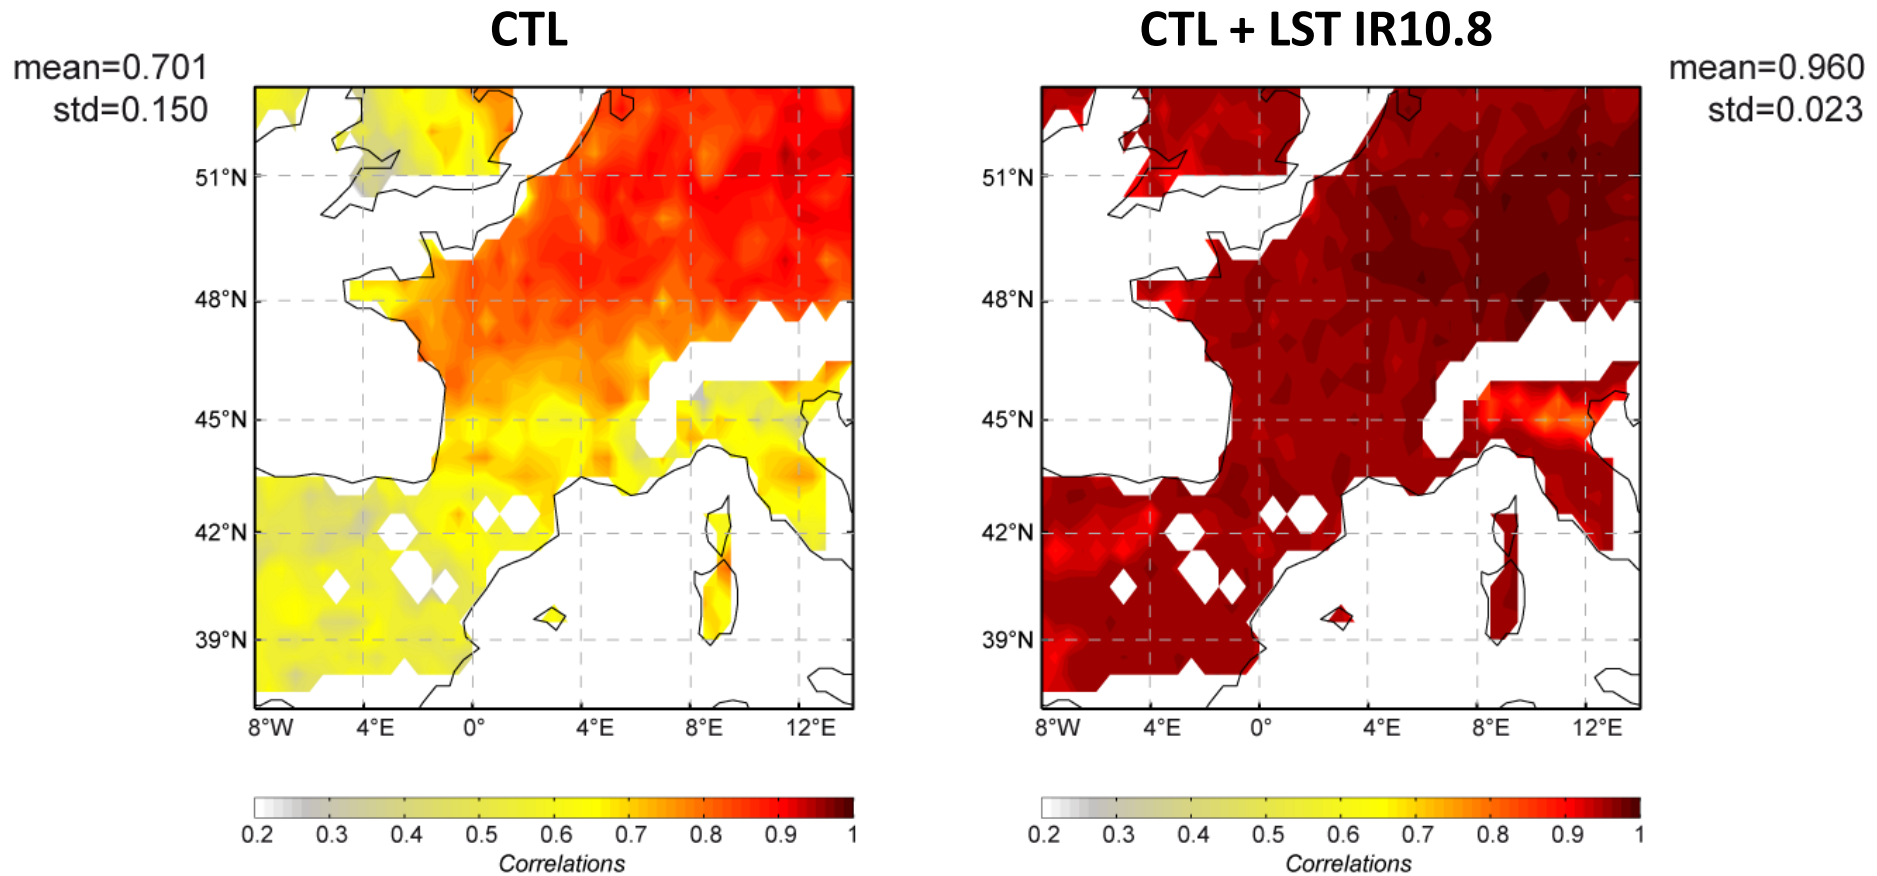 CTL
mean=0.701
std=0.150
51°N
48°N
45°N
42°N
39°N
8°W 4°E 0° 4°E 8°E 12°E
0.2 0.3 0.4 0.5 0.6 0.7 0.8 0.9 1
Correlations
CTL + LST IR10.8
mean=0.960
std=0.023
51°N
48°N
45°N
42°N
39°N
8°W 4°E 0° 4°E 8°E 12°E
0.2 0.3 0.4 0.5 0.6 0.7 0.8 0.9 1
Correlations